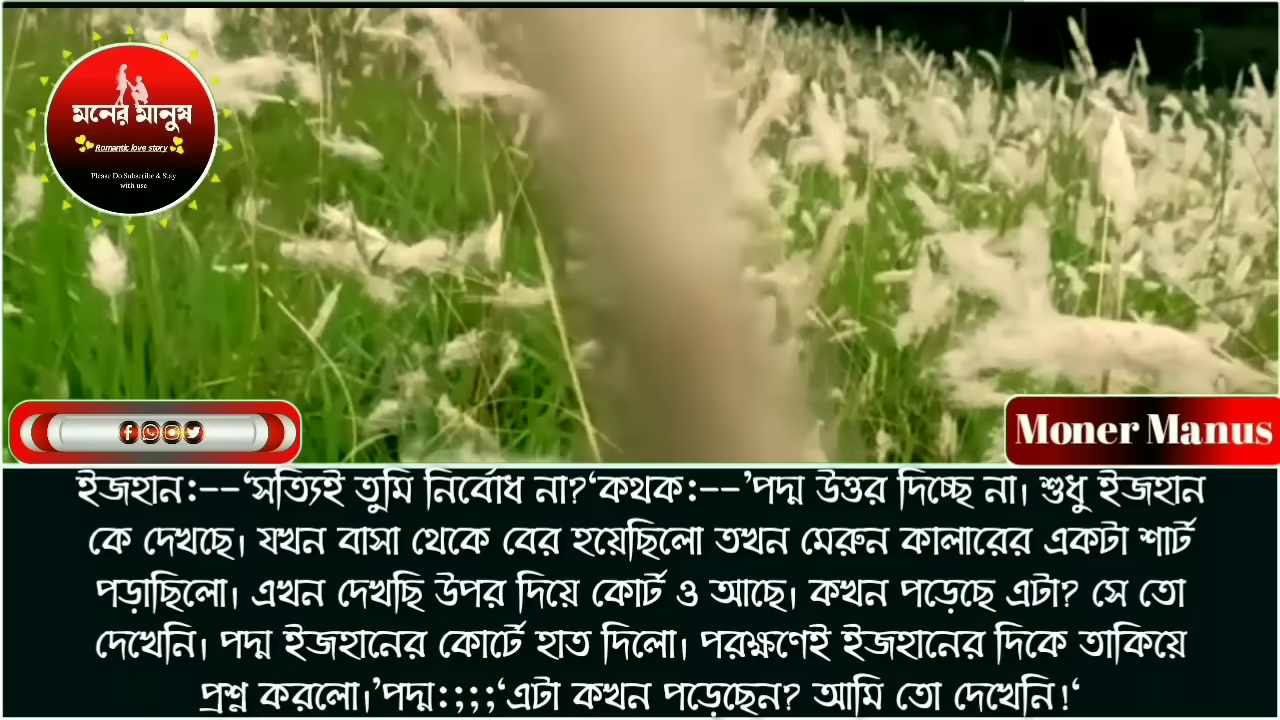 মনের মানুষ
Romantic love story
Please Do Subscribe & Stay
with use
Moner Manus
ইজহান:--‘সত্যিই তুমি নির্বোধ না?‘কথক:--’পদ্ম উত্তর দিচ্ছে না। শুধু ইজহান
কে দেখছে। যখন বাসা থেকে বের হয়েছিলো তখন মেরুন কালারের একটা শার্ট
পড়াছিলো। এখন দেখছি উপর দিয়ে কোর্ট ও আছে। কখন পড়েছে এটা? সে তো
দেখেনি। পদ্ম ইজহানের কোর্টে হাত দিলো। পরক্ষণেই ইজহানের দিকে তাকিয়ে
প্রশ্ন করলো।’পদ্ম:;;;‘এটা কখন পড়েছেন? আমি তো দেখেনি!‘